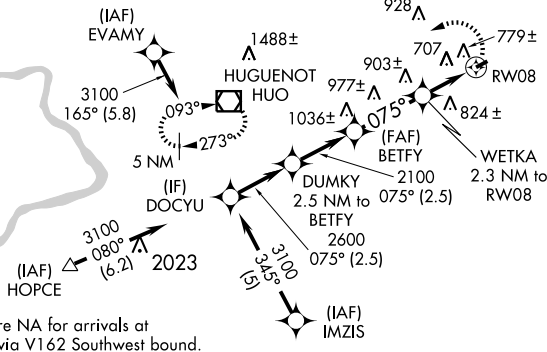 (IAF)
EVAMY
3100
165° (5.8)
1488±
HUGUENOT
HUO
093°
273°
5 NM
928
707
779±
903±
977±
1036±
075°
824±
RW08
(FAF)
BETFY
WETKA
2.3 NM to
RW08
2100
075° (2.5)
DUMKY
2.5 NM to
BETFY
(IF)
DOCYU
2600
075° (2.5)
3100
080°
(6.2)
2023
(IAF)
HOPCE
3100
345°
(5)
(IAF)
IMZIS
re NA for arrivals at
via V162 Southwest bound.